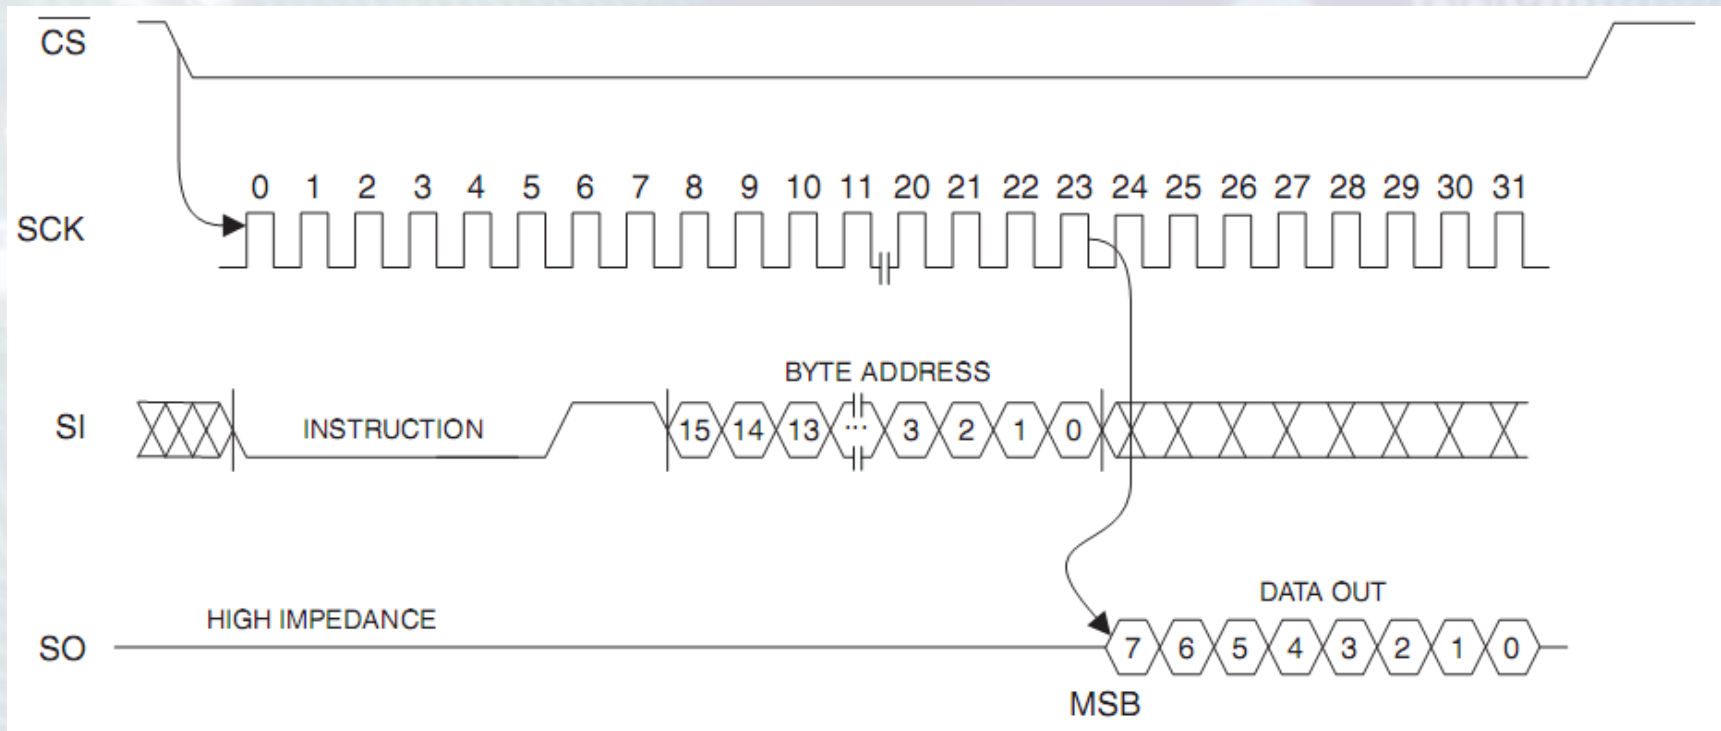 CS
0 1 2 3 4 5 6 7 8 9 10 11 20 21 22 23 24 25 26 27 28 29 30 31
SCK
BYTE ADDRESS
SI INSTRUCTION 15 14 13 ... 3 2 1 0
DATA OUT
HIGH IMPEDANCE
SO 7 6 5 4 3 2 1 0
MSB